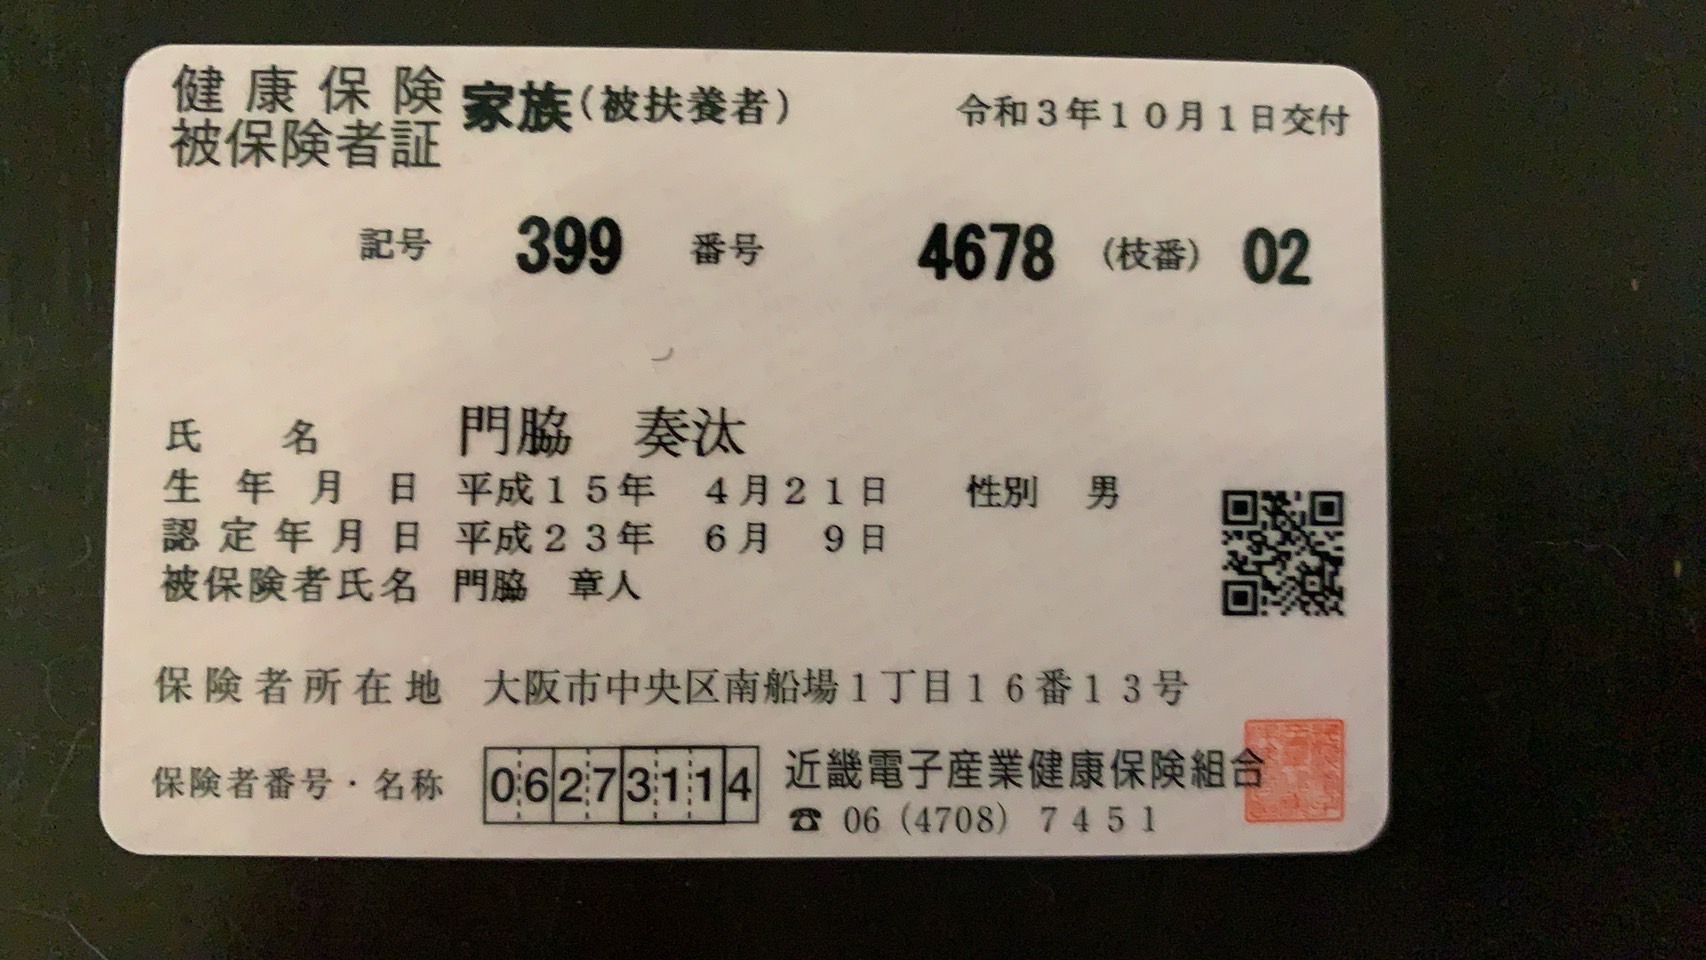 健康保険 家族(被扶養者) 令和3年10月1日交付
被保険者証
記号 399 番号 4678 (枝番) 02
氏名 門脇 奏汰
生年月日 平成15年 4月21日 性別 男
認定年月日 平成23年 6月 9日
被保険者氏名 門脇 章人
保険者所在地 大阪市中央区南船場1丁目16番13号
保険者番号・名称 06273114 近畿電子産業健康保険組合
☎ 06(4708)7451